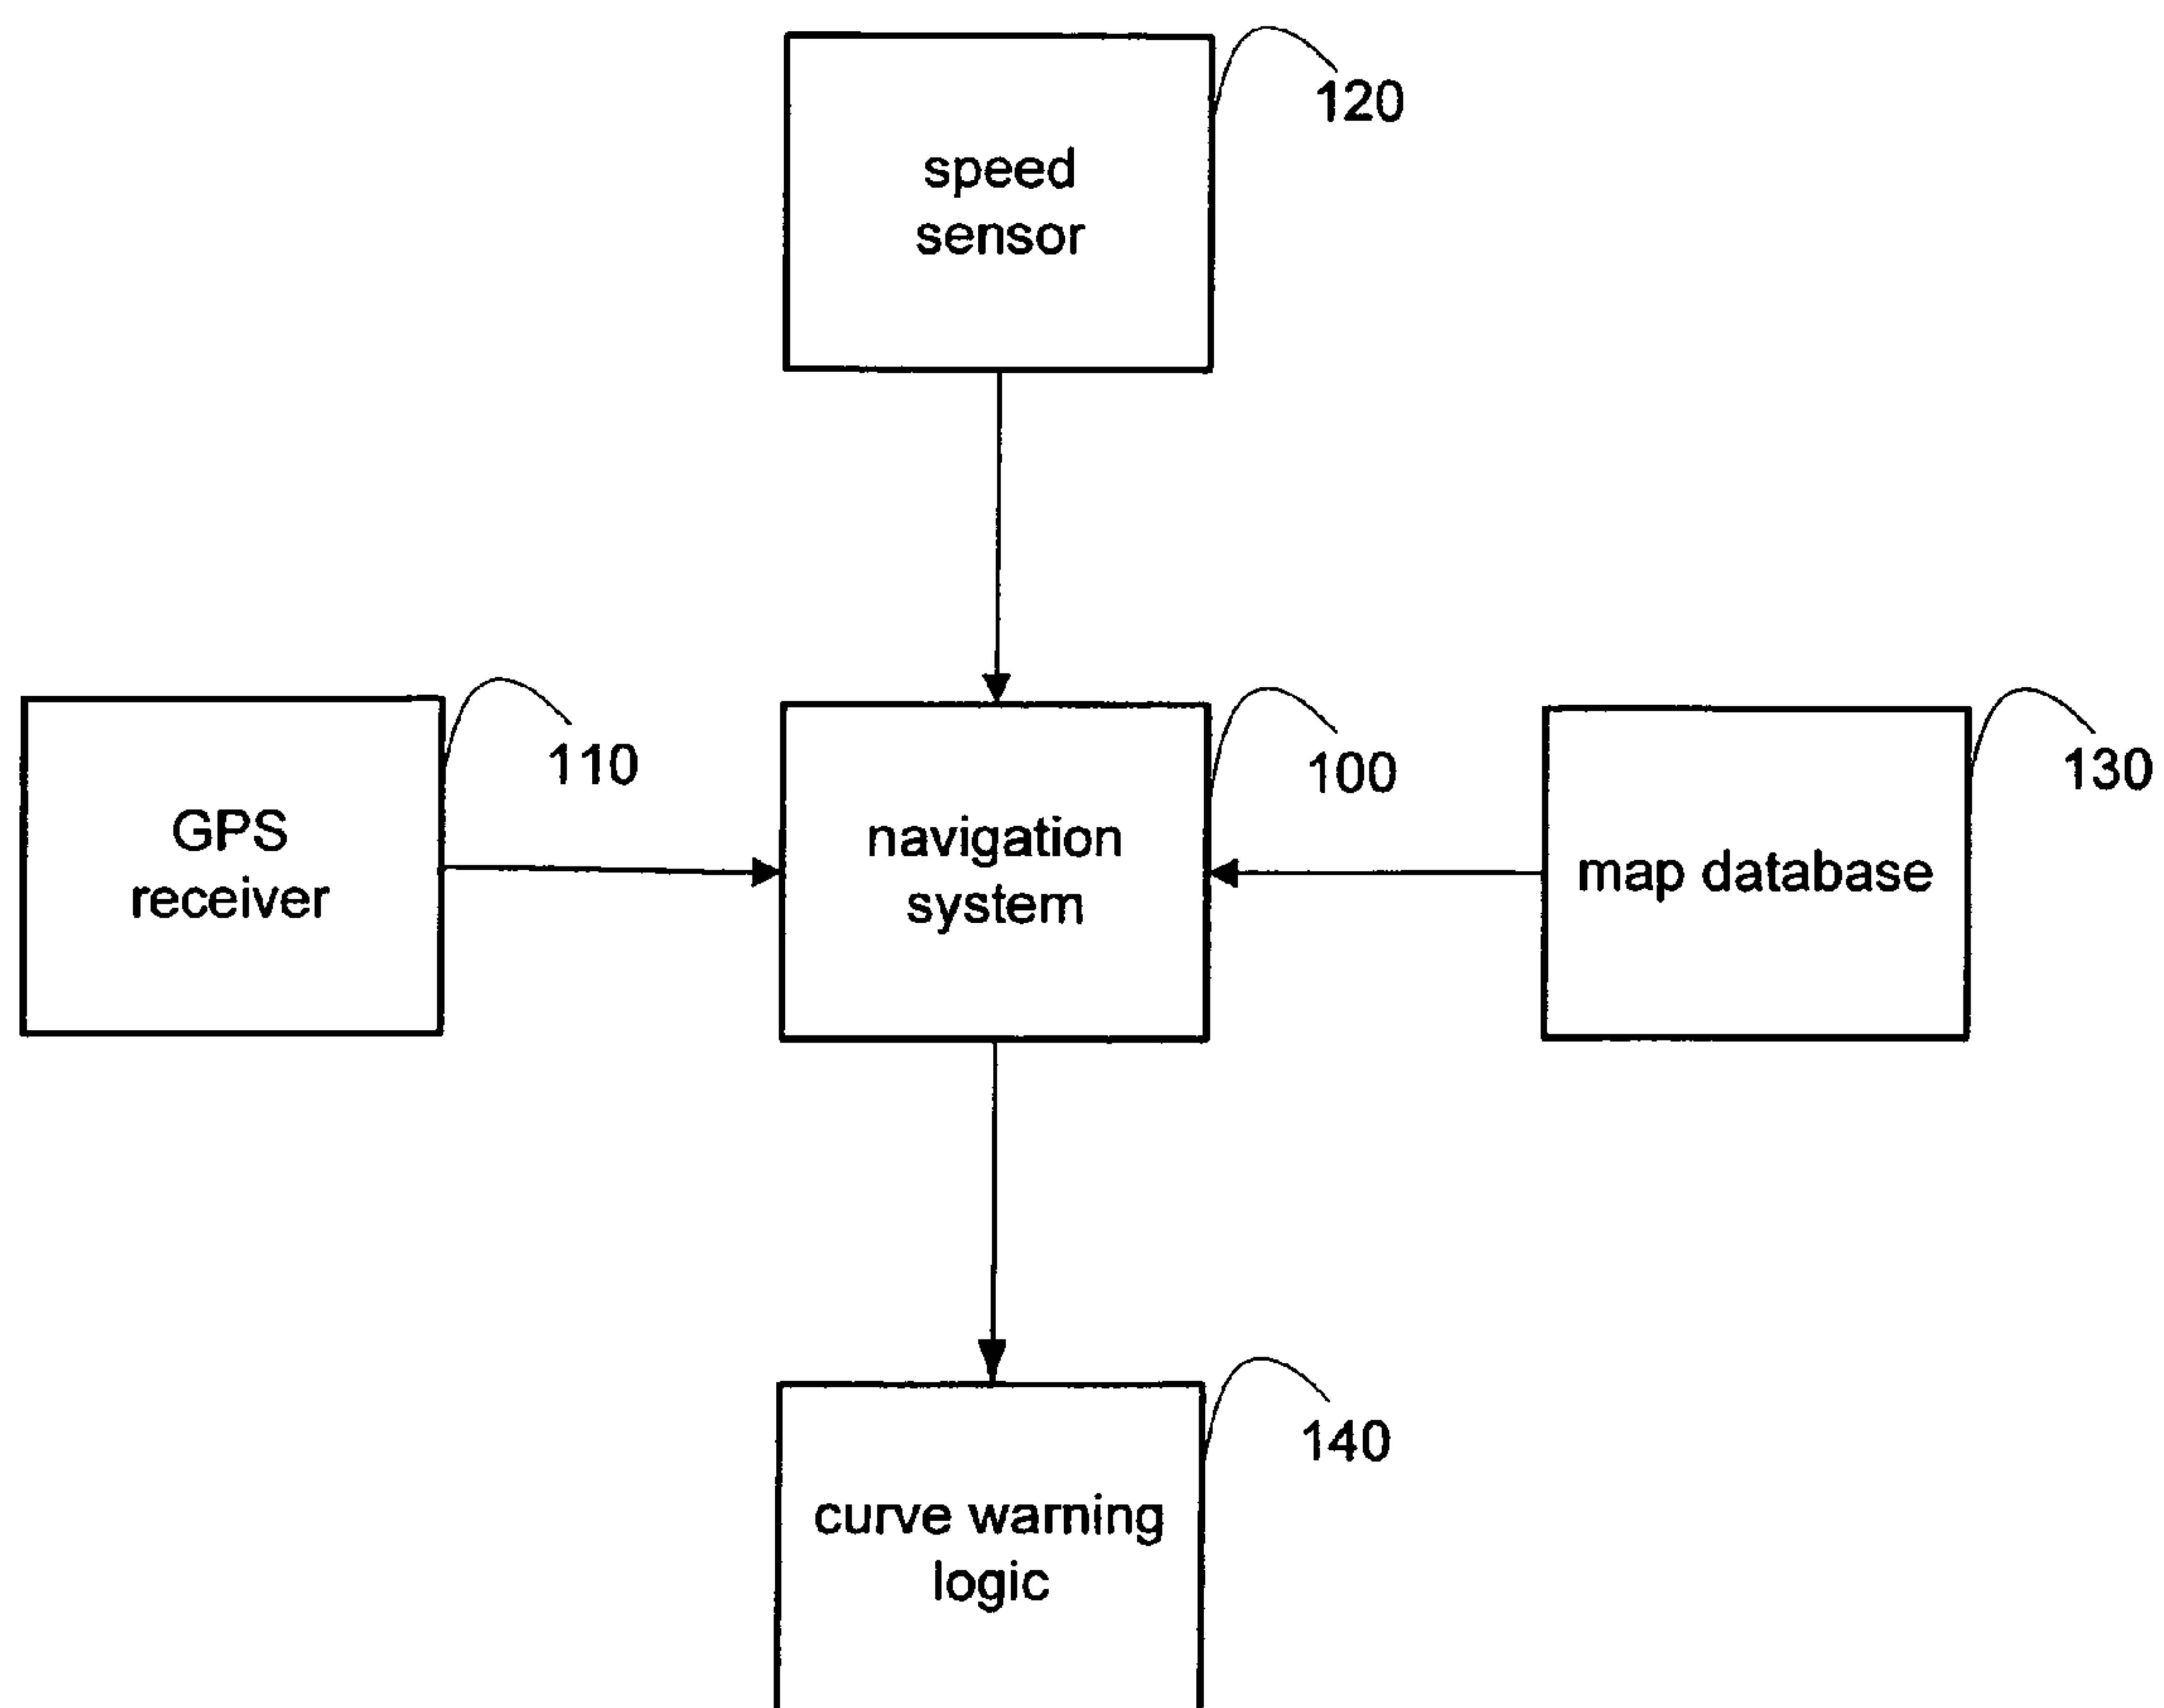 120
speed
sensor
110
100
130
GPS
receiver
navigation
system
map database
140
curve warning
logic